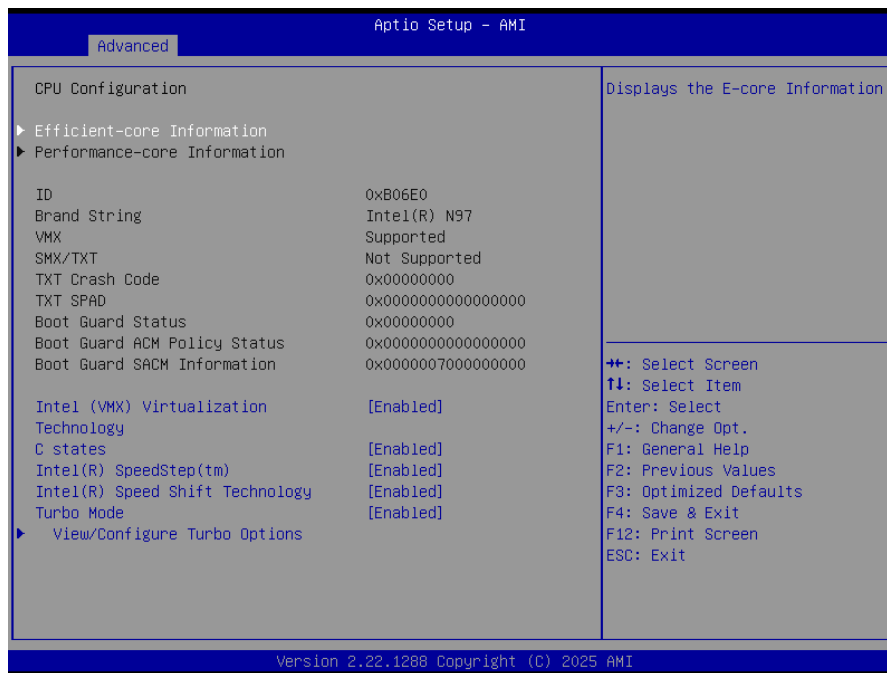 Aptio Setup – AMI
Advanced
CPU Configuration
Efficient-core Information
Performance-core Information
ID 0xB06E0
Brand String Intel(R) N97
VMX Supported
SMX/TXT Not Supported
TXT Crash Code 0x00000000
TXT SPAD 0x0000000000000000
Boot Guard Status 0x00000000
Boot Guard ACM Policy Status 0x0000000000000000
Boot Guard SACM Information 0x0000007000000000
Intel (VMX) Virtualization [Enabled]
Technology
C states [Enabled]
Intel(R) SpeedStep(tm) [Enabled]
Intel(R) Speed Shift Technology [Enabled]
Turbo Mode [Enabled]
View/Configure Turbo Options
Displays the E-core Information
→←: Select Screen
↑↓: Select Item
Enter: Select
+/-: Change Opt.
F1: General Help
F2: Previous Values
F3: Optimized Defaults
F4: Save & Exit
F12: Print Screen
ESC: Exit
Version 2.22.1288 Copyright (C) 2025 AMI